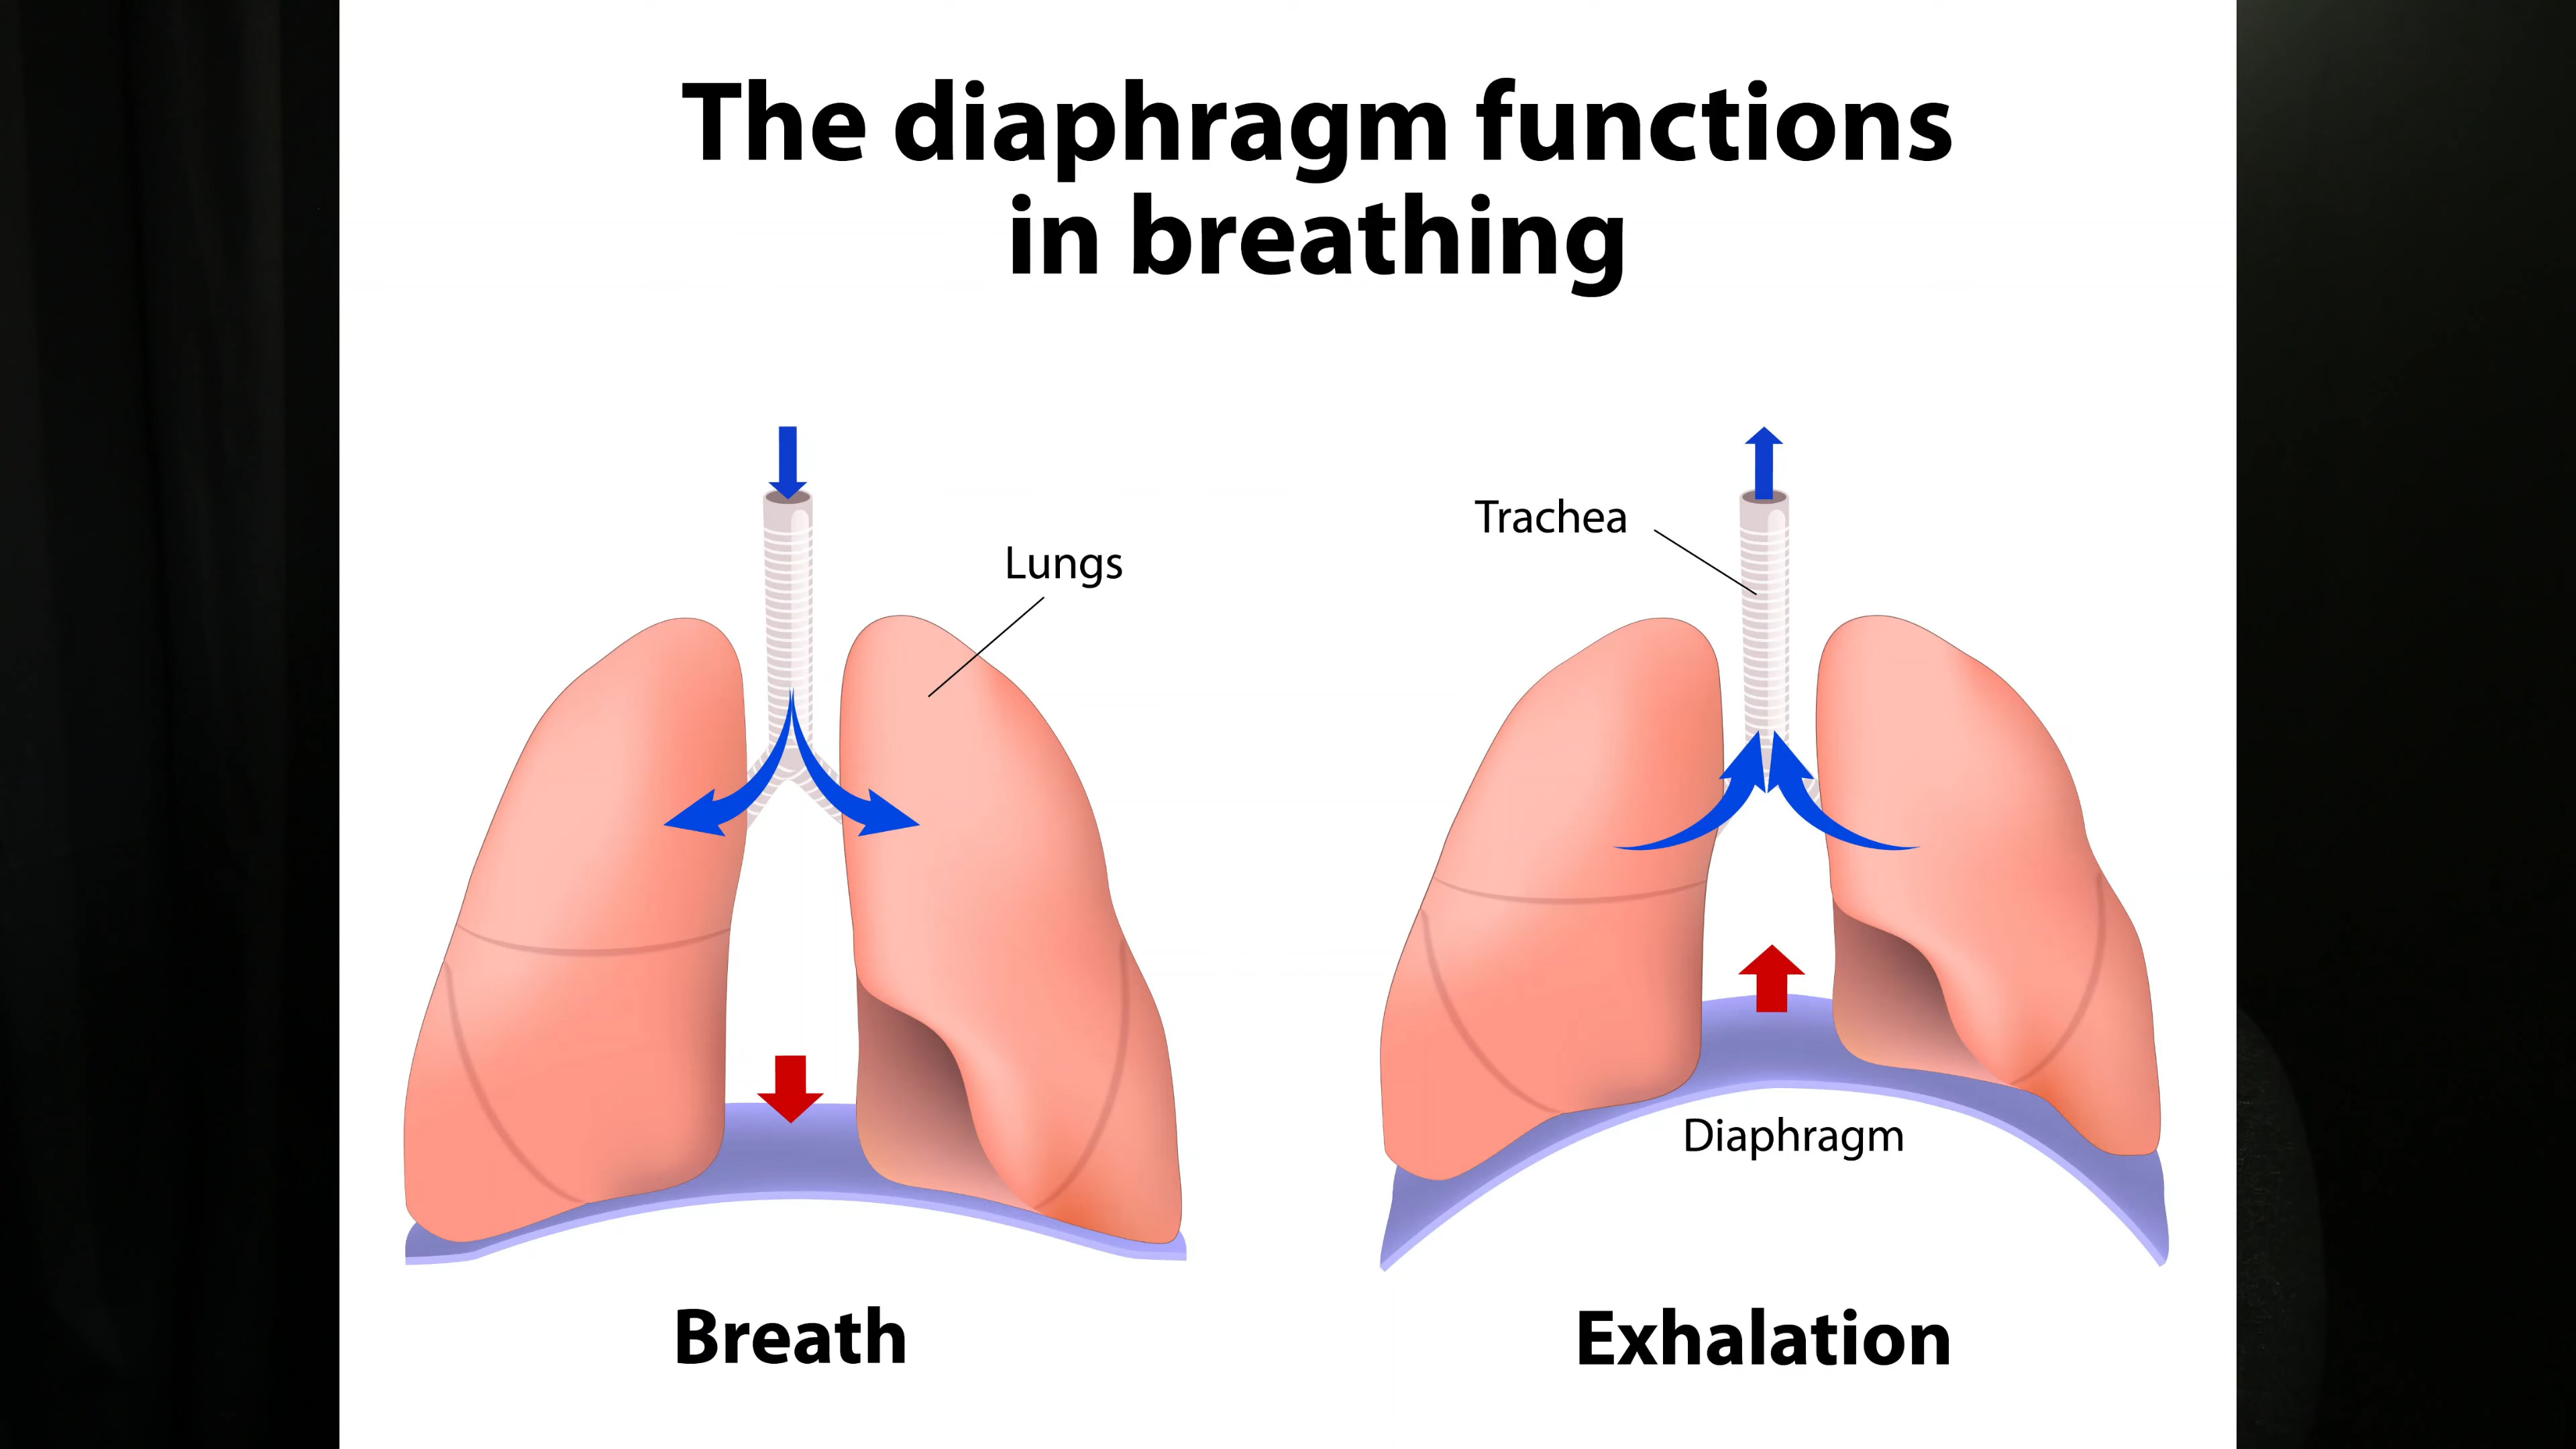 The diaphragm functions
in breathing
Lungs
Trachea
Diaphragm
Breath
Exhalation